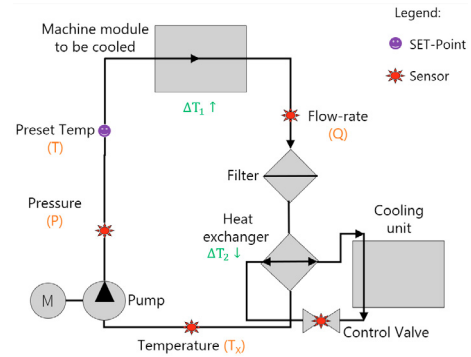 Legend:
SET-Point
Sensor
Machine module
to be cooled
ΔT₁ ↑
Preset Temp
(T)
Flow-rate
(Q)
Filter
Pressure
(P)
Heat
exchanger
ΔT₂ ↓
Cooling
unit
M
Pump
Control Valve
Temperature (Tₓ)